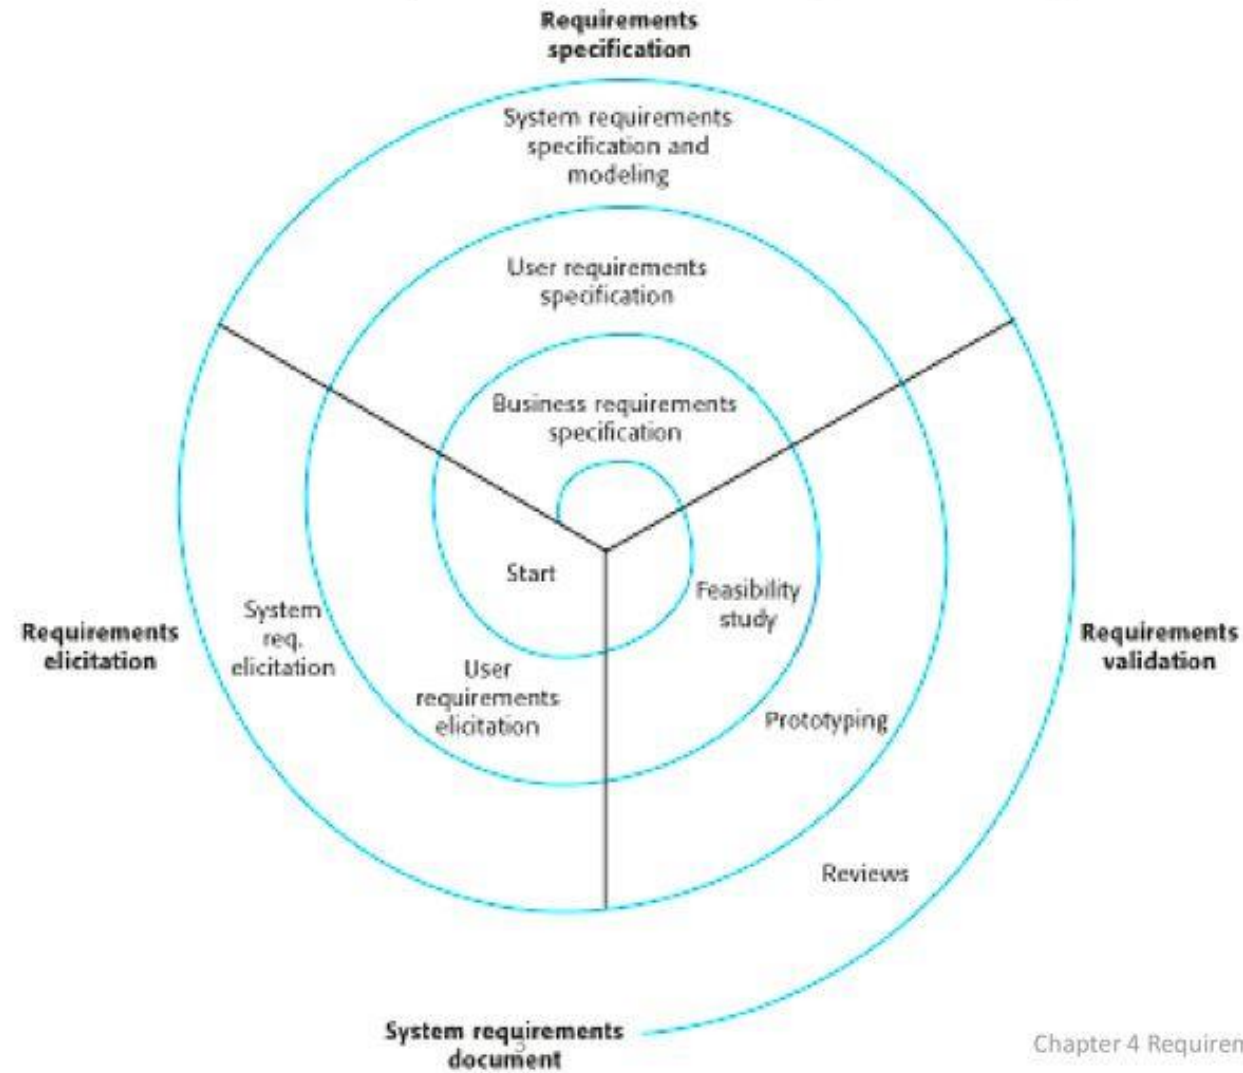 Requirements
specification
System requirements
specification and
modeling
User requirements
specification
Business requirements
specification
Start
Feasibility
study
System
req.
elicitation
Requirements
elicitation
Requirements
validation
User
requirements
elicitation
Prototyping
Reviews
System requirements
document
3
Chapter 4 Requiren